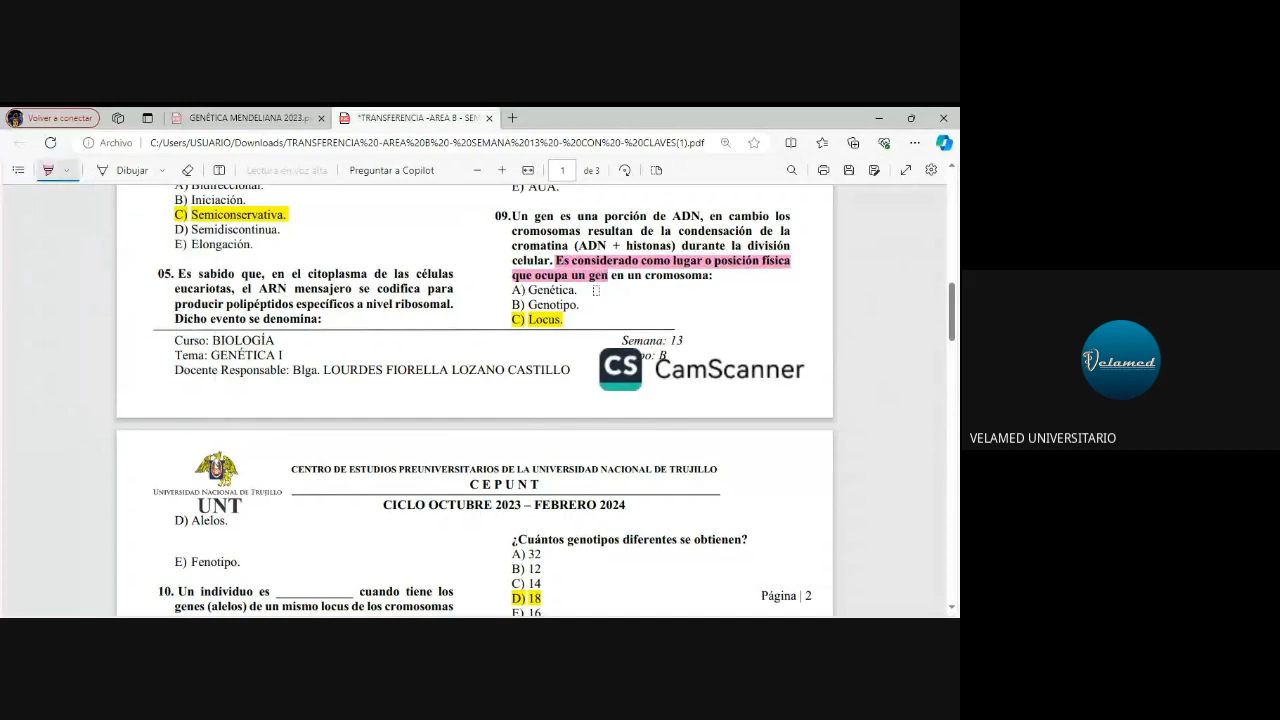 Volver a conectar
GENÉTICA MENDELIANA 2023.p
*TRANSFERENCIA -AREA B - SEM
Archivo
C:/Users/USUARIO/Downloads/TRANSFERENCIA%20-AREA%20B%20-%20SEMANA%2013%20-%20CON%20-%20CLAVES(1).pdf
Dibujar
Lectura en voz alta
Preguntar a Copilot
1
de 3
A) Bidireccional.
B) Iniciación.
C) Semiconservativa.
D) Semidiscontinua.
E) Elongación.
05. Es sabido que, en el citoplasma de las células
eucariotas, el ARN mensajero se codifica para
producir polipéptidos específicos a nivel ribosomal.
Dicho evento se denomina:
E) AUA.
09.Un gen es una porción de ADN, en cambio los
cromosomas resultan de la condensación de la
cromatina (ADN + histonas) durante la división
celular. Es considerado como lugar o posición física
que ocupa un gen en un cromosoma:
A) Genética.
B) Genotipo.
C) Locus.
Curso: BIOLOGÍA
Tema: GENÉTICA I
Docente Responsable: Blga. LOURDES FIORELLA LOZANO CASTILLO
Semana: 13
po: B
CS CamScanner
UNIVERSIDAD NACIONAL DE TRUJILLO
UNT
CENTRO DE ESTUDIOS PREUNIVERSITARIOS DE LA UNIVERSIDAD NACIONAL DE TRUJILLO
C E P U N T
CICLO OCTUBRE 2023 – FEBRERO 2024
D) Alelos.
E) Fenotipo.
10. Un individuo es ____________ cuando tiene los
genes (alelos) de un mismo locus de los cromosomas
¿Cuántos genotipos diferentes se obtienen?
A) 32
B) 12
C) 14
D) 18
E) 16
Página | 2
Velamed
VELAMED UNIVERSITARIO